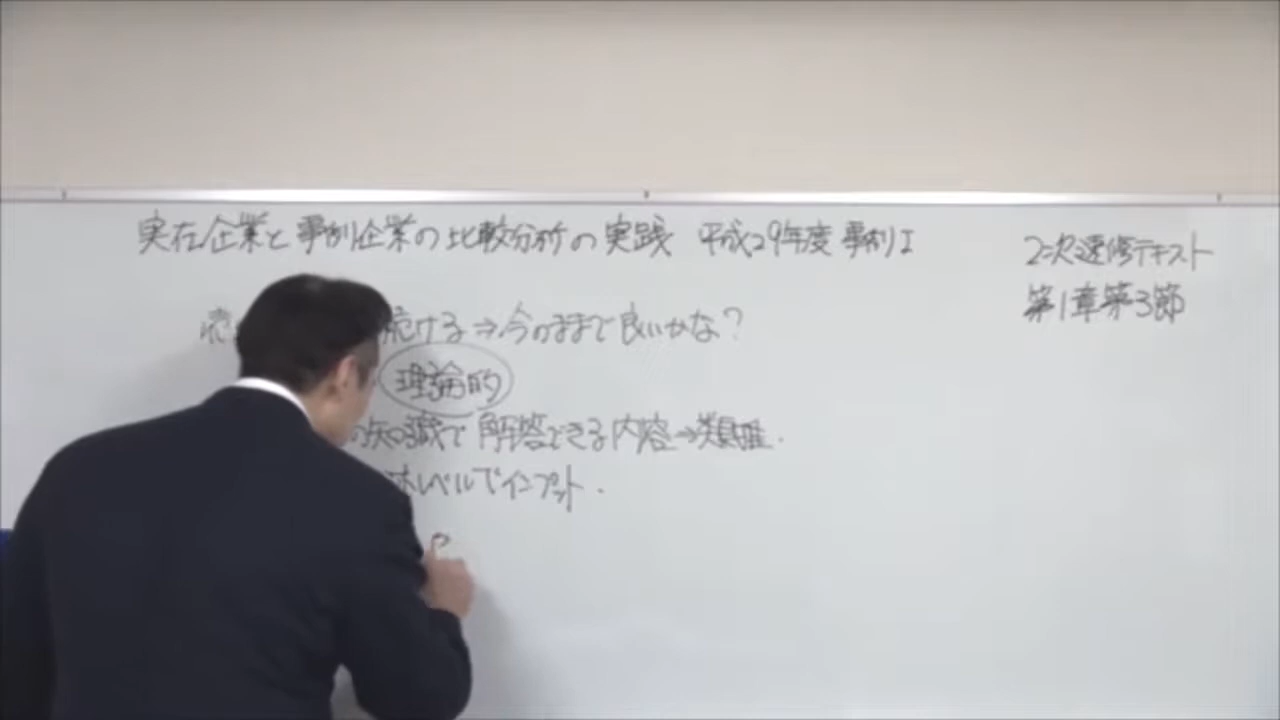 実在企業と事例企業の比較分析の実践 平成29年度 事例Ⅰ
2次速修テキスト
第1章第3節
売 続ける⇒今のままで良いかな?
理論的
の知識で解答できる内容→類推.
レベルでインプット.